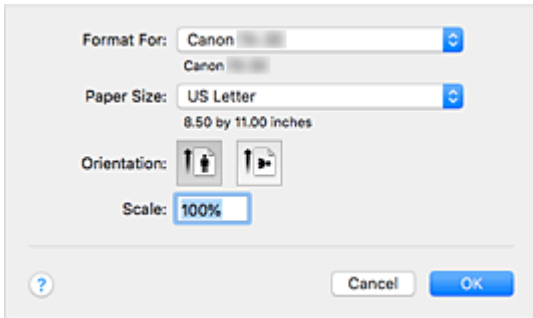 Format For: Canon
Canon
Paper Size: US Letter
8.50 by 11.00 inches
Orientation:
Scale: 100%
? Cancel OK